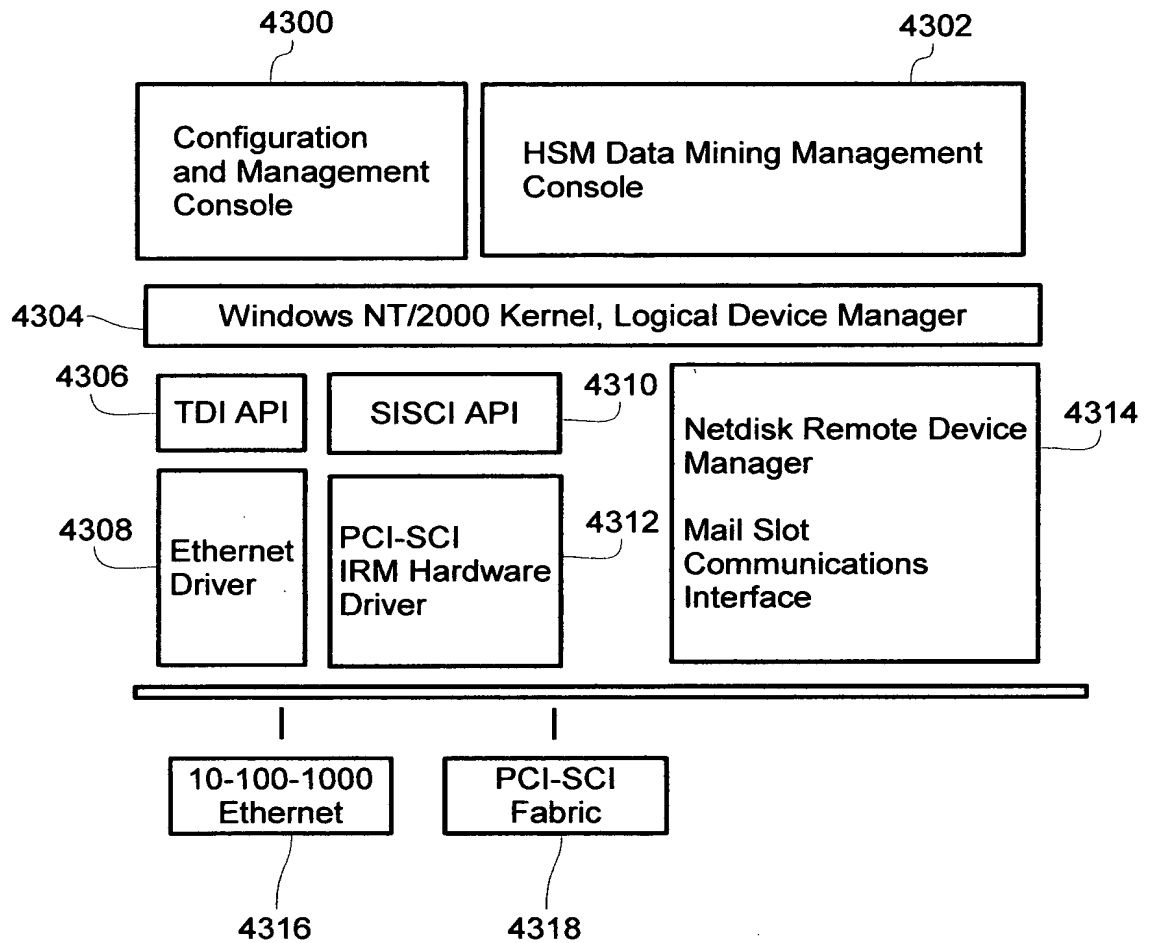 4300
4302
Configuration
and Management
Console
HSM Data Mining Management
Console
4304
Windows NT/2000 Kernel, Logical Device Manager
4306
TDI API
SISCI API
4310
Netdisk Remote Device
Manager
Mail Slot
Communications
Interface
4314
4308
Ethernet
Driver
PCI-SCI
IRM Hardware
Driver
4312
10-100-1000
Ethernet
PCI-SCI
Fabric
4316
4318